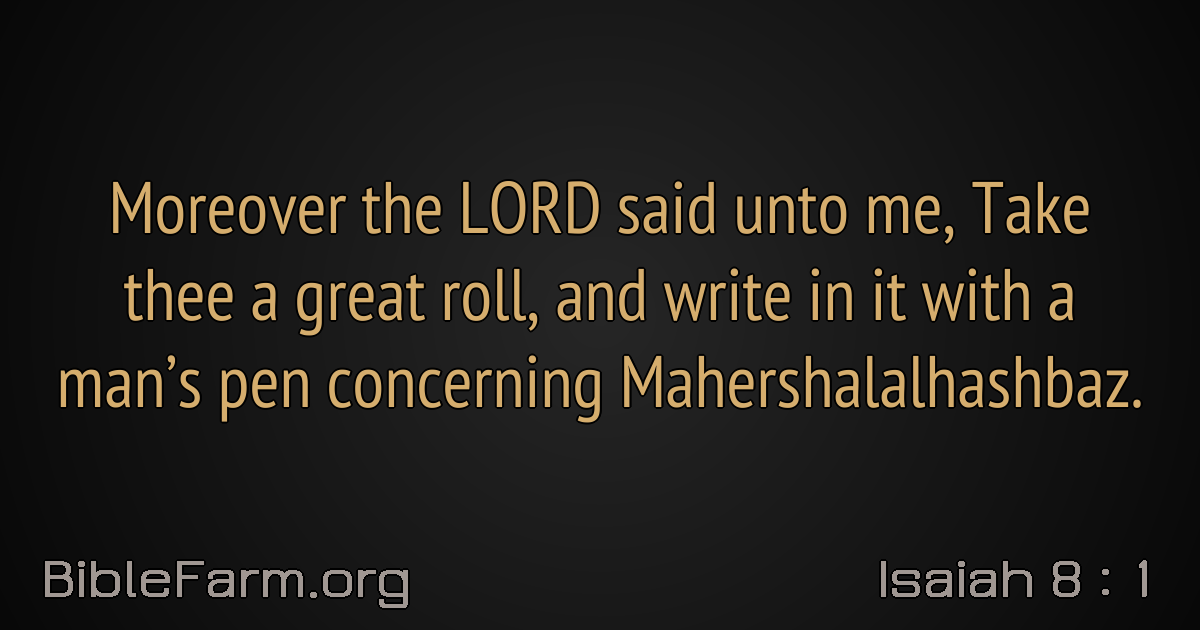 Moreover the LORD said unto me, Take
thee a great roll, and write in it with a
man’s pen concerning Mahershalalhashbaz.
BibleFarm.org
Isaiah 8 : 1